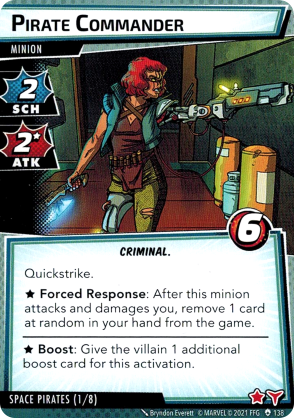 PIRATE COMMANDER
MINION
2
SCH
2★
ATK
6
CRIMINAL.
Quickstrike.
★ Forced Response: After this minion
attacks and damages you, remove 1 card
at random in your hand from the game.
★ Boost: Give the villain 1 additional
boost card for this activation.
SPACE PIRATES (1/8)
Bryndon Everett © MARVEL © 2021 FFG 138